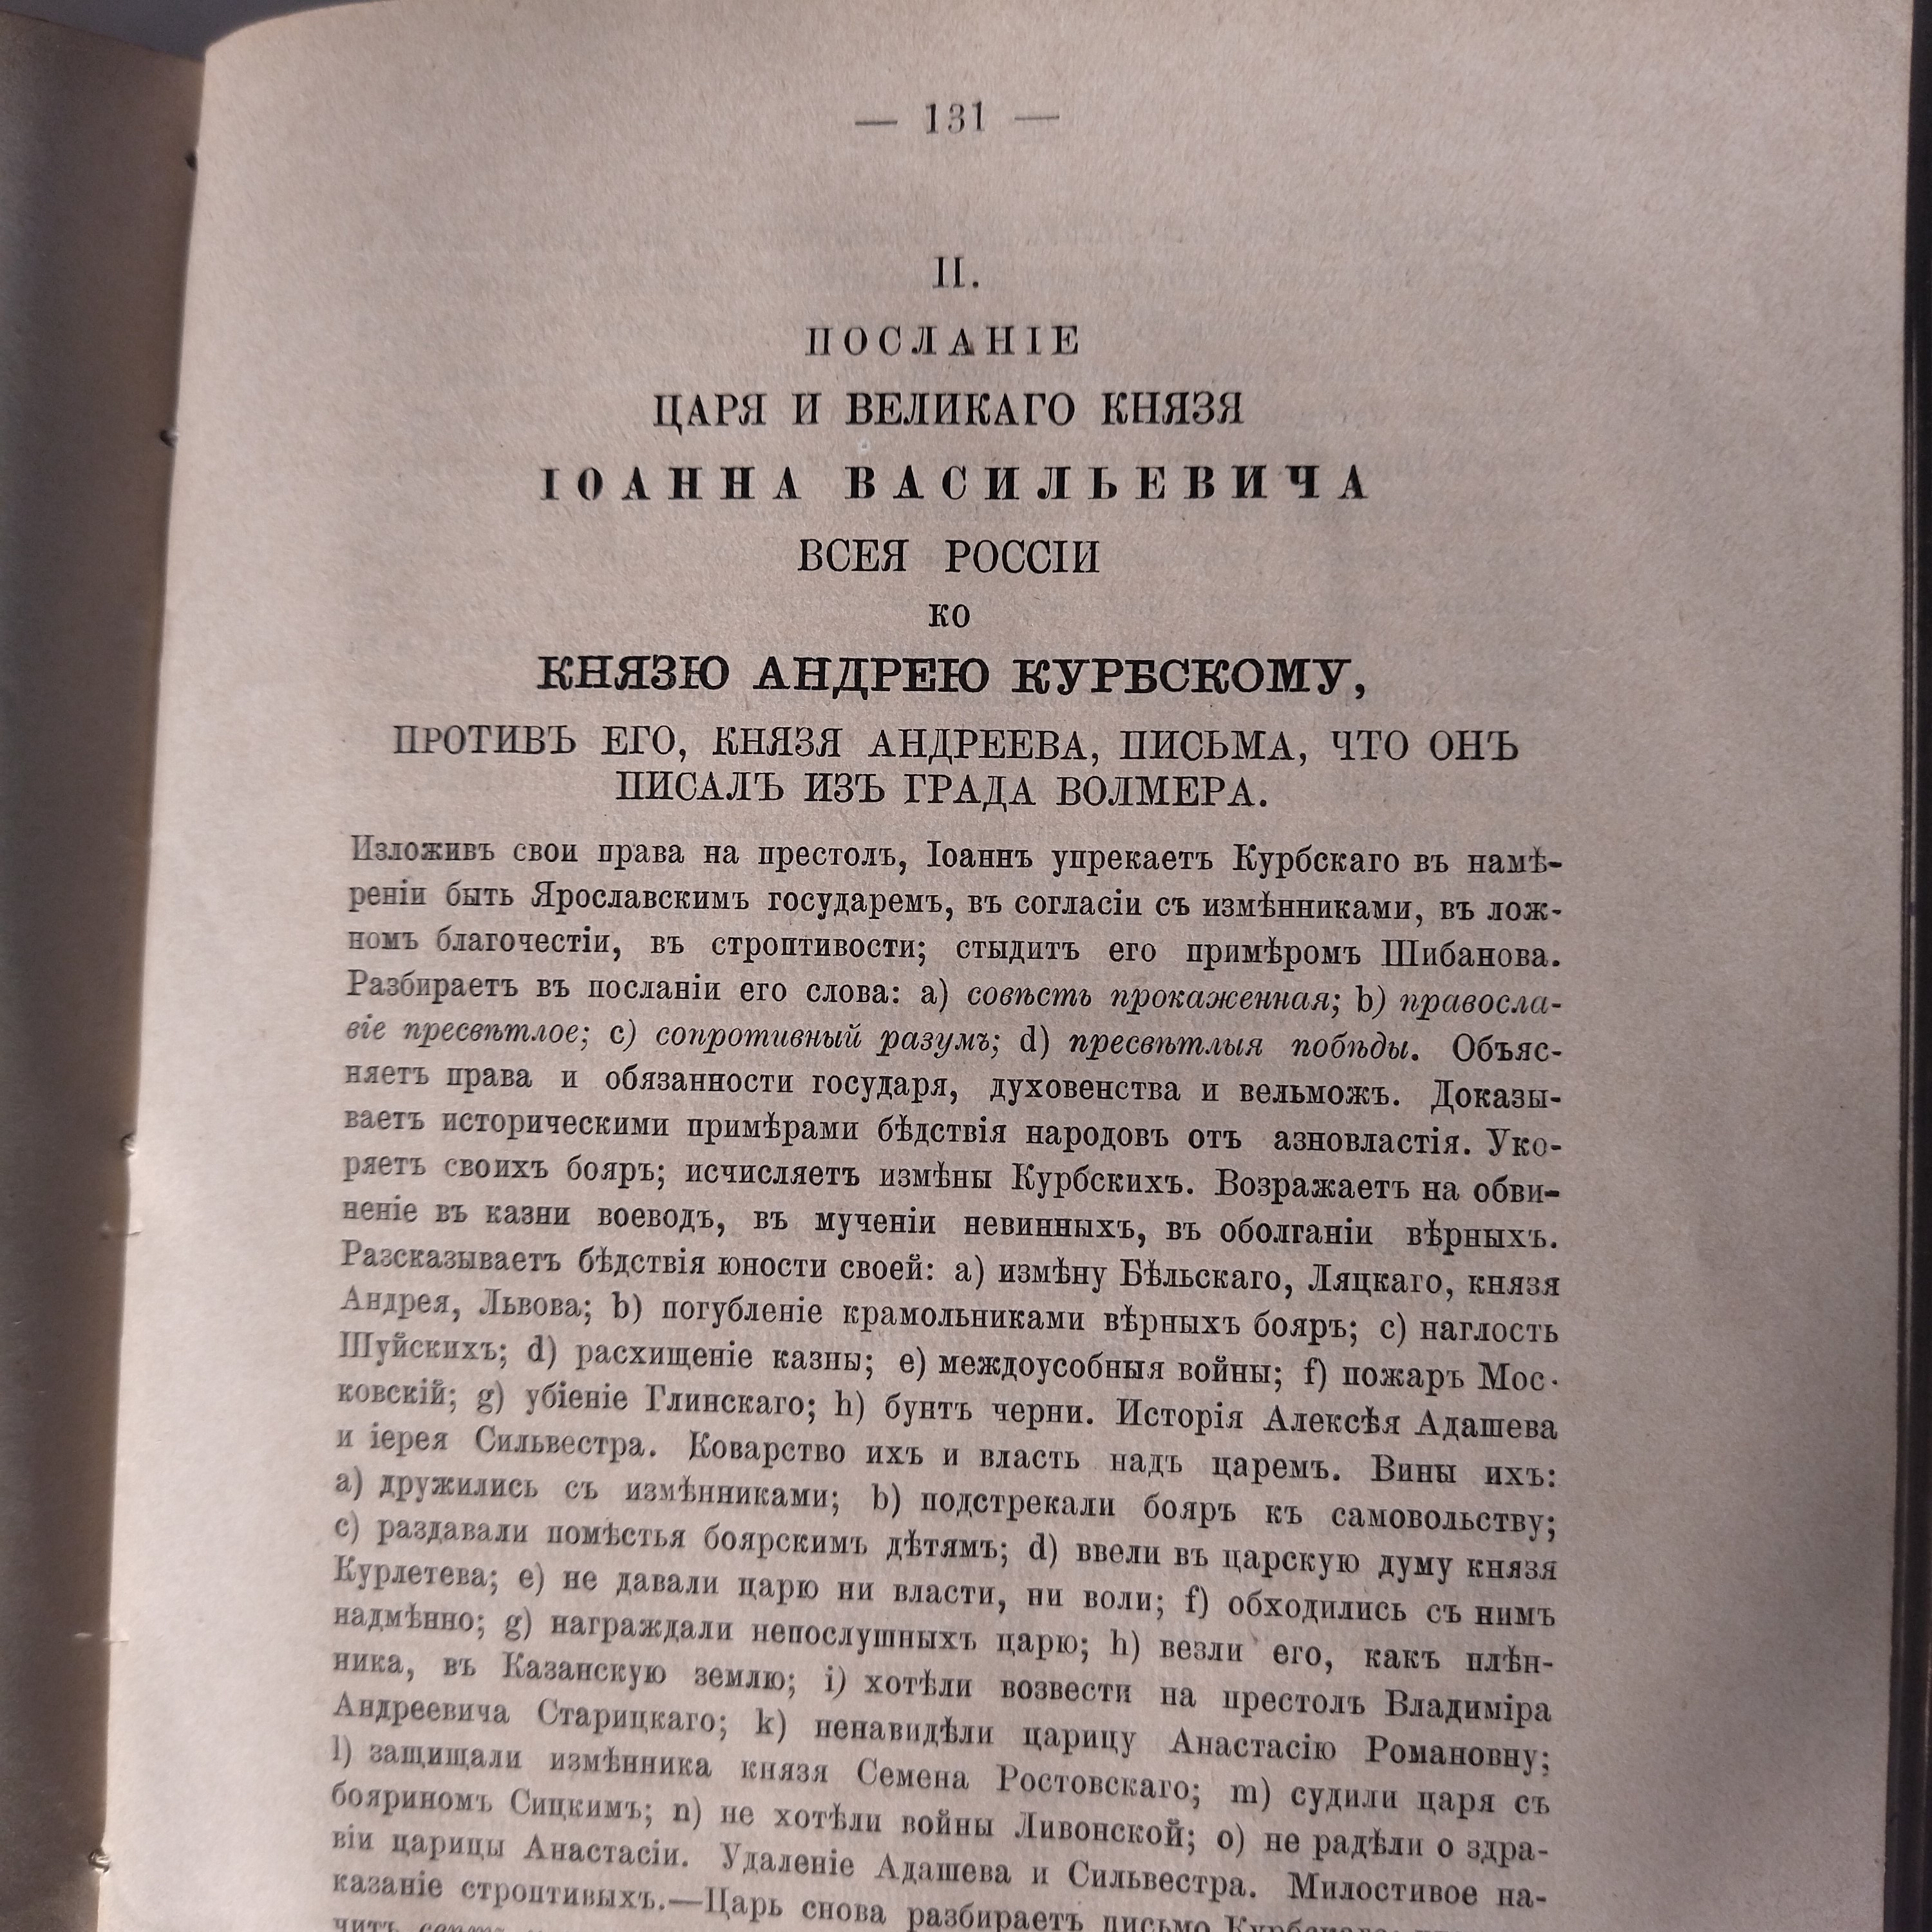 — 131 —
II.
ПОСЛАНІЕ
ЦАРЯ И ВЕЛИКАГО КНЯЗЯ
ІОАННА ВАСИЛЬЕВИЧА
ВСЕЯ РОССІИ
КО
КНЯЗЮ АНДРЕЮ КУРБСКОМУ,
ПРОТИВЪ ЕГО, КНЯЗЯ АНДРЕЕВА, ПИСЬМА, ЧТО ОНЪ
ПИСАЛЪ ИЗЪ ГРАДА ВОЛМЕРА.
Изложивъ свои права на престолъ, Іоаннъ упрекаетъ Курбскаго въ намѣ-
реніи быть Ярославскимъ государемъ, въ согласіи съ измѣнниками, въ лож-
номъ благочестіи, въ строптивости; стыдитъ его примѣромъ Шибанова.
Разбираетъ въ посланіи его слова: a) совѣсть прокаженная; b) правосла-
віе пресвѣтлое; c) сопротивный разумъ; d) пресвѣтлыя побѣды. Объяс-
няетъ права и обязанности государя, духовенства и вельможъ. Доказы-
ваетъ историческими примѣрами бѣдствія народовъ отъ азновластія. Уко-
ряетъ своихъ бояръ; исчисляетъ измѣны Курбскихъ. Возражаетъ на обви-
неніе въ казни воеводъ, въ мученіи невинныхъ, въ оболганіи вѣрныхъ.
Разсказываетъ бѣдствія юности своей: a) измѣну Бѣльскаго, Ляцкаго, князя
Андрея, Львова; b) погубленіе крамольниками вѣрныхъ бояръ; c) наглость
Шуйскихъ; d) расхищеніе казны; e) междоусобныя войны; f) пожаръ Мос-
ковскій; g) убіеніе Глинскаго; h) бунтъ черни. Исторія Алексѣя Адашева
и іерея Сильвестра. Коварство ихъ и власть надъ царемъ. Вины ихъ:
a) дружились съ измѣнниками; b) подстрекали бояръ къ самовольству;
c) раздавали помѣстья боярскимъ дѣтямъ; d) ввели въ царскую думу князя
Курлетева; e) не давали царю ни власти, ни воли; f) обходились съ нимъ
надмѣнно; g) награждали непослушныхъ царю; h) везли его, какъ плѣн-
ника, въ Казанскую землю; i) хотѣли возвести на престолъ Владиміра
Андреевича Старицкаго; k) ненавидѣли царицу Анастасію Романовну;
l) защищали измѣнника князя Семена Ростовскаго; m) судили царя съ
бояриномъ Сицкимъ; n) не хотѣли войны Ливонской; o) не радѣли о здра-
віи царицы Анастасіи. Удаленіе Адашева и Сильвестра. Милостивое на-
казаніе строптивыхъ.—Царь снова разбираетъ письмо Курбскаго: